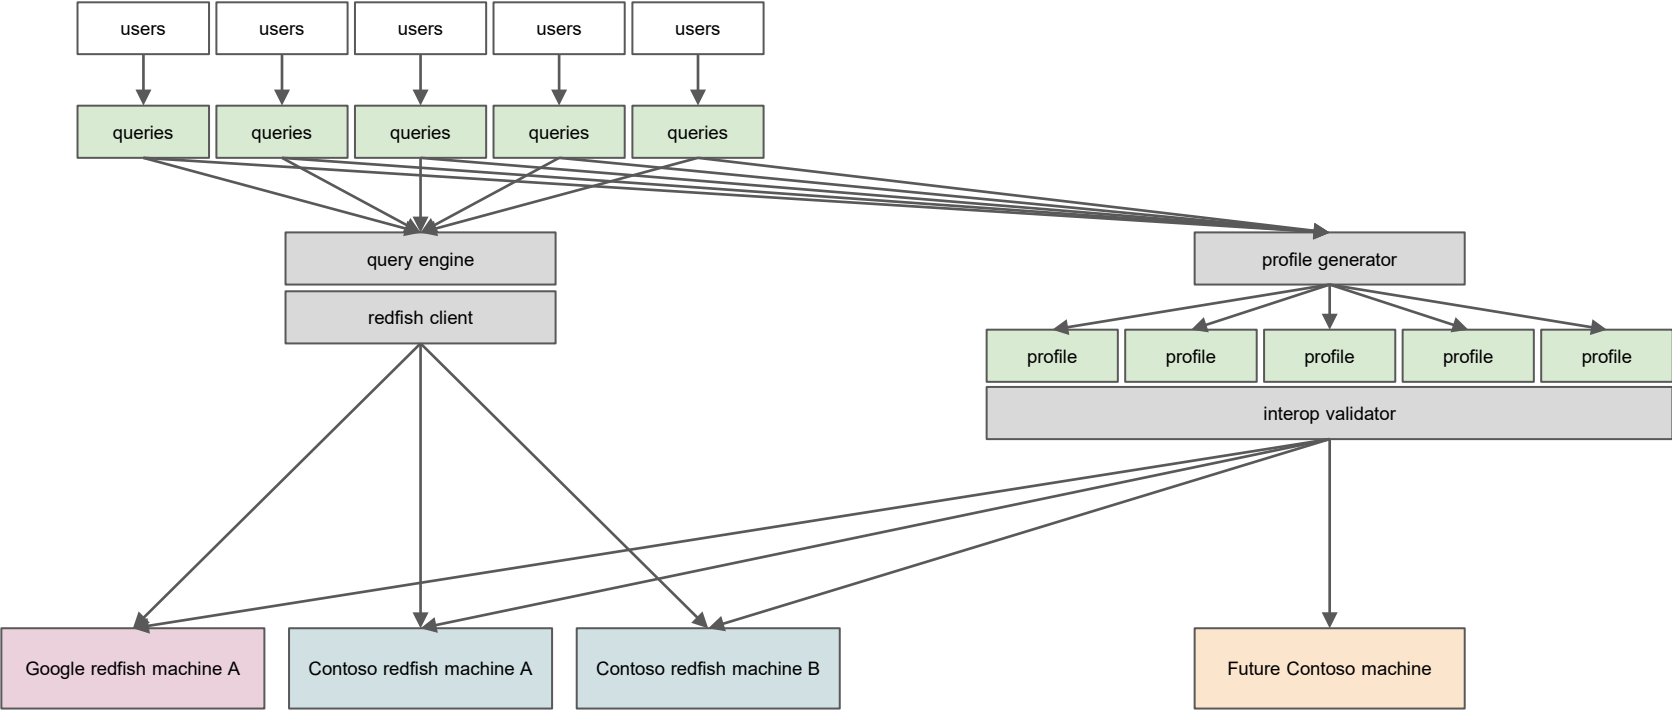 users
users
users
users
users
queries
queries
queries
queries
queries
query engine
profile generator
redfish client
profile
profile
profile
profile
profile
interop validator
Google redfish machine A
Contoso redfish machine A
Contoso redfish machine B
Future Contoso machine